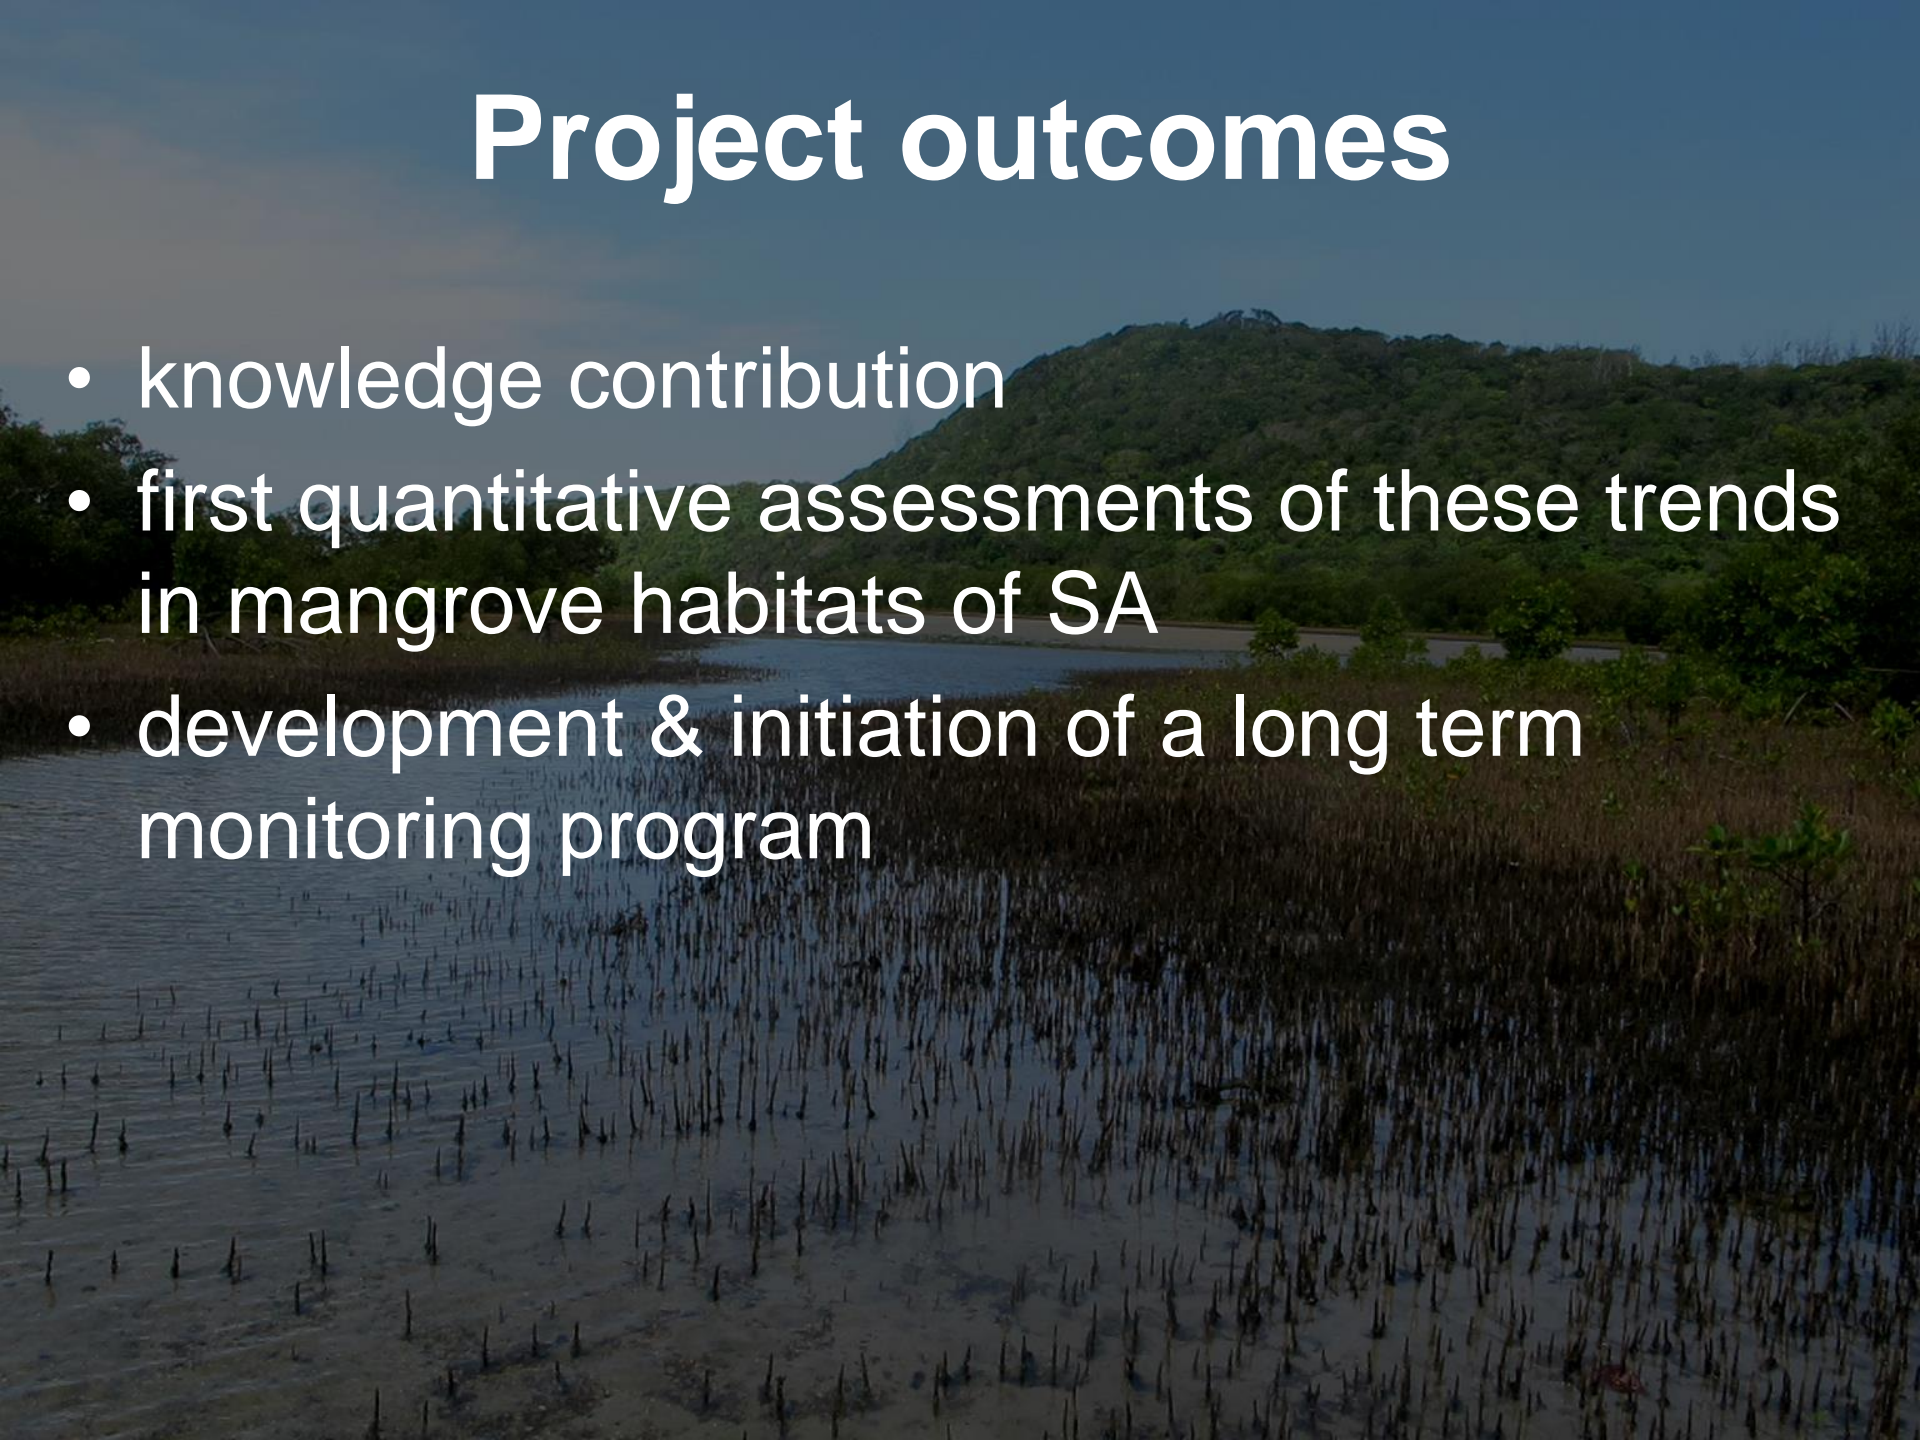 Project outcomes
• knowledge contribution
• first quantitative assessments of these trends
in mangrove habitats of SA
• development & initiation of a long term
monitoring program